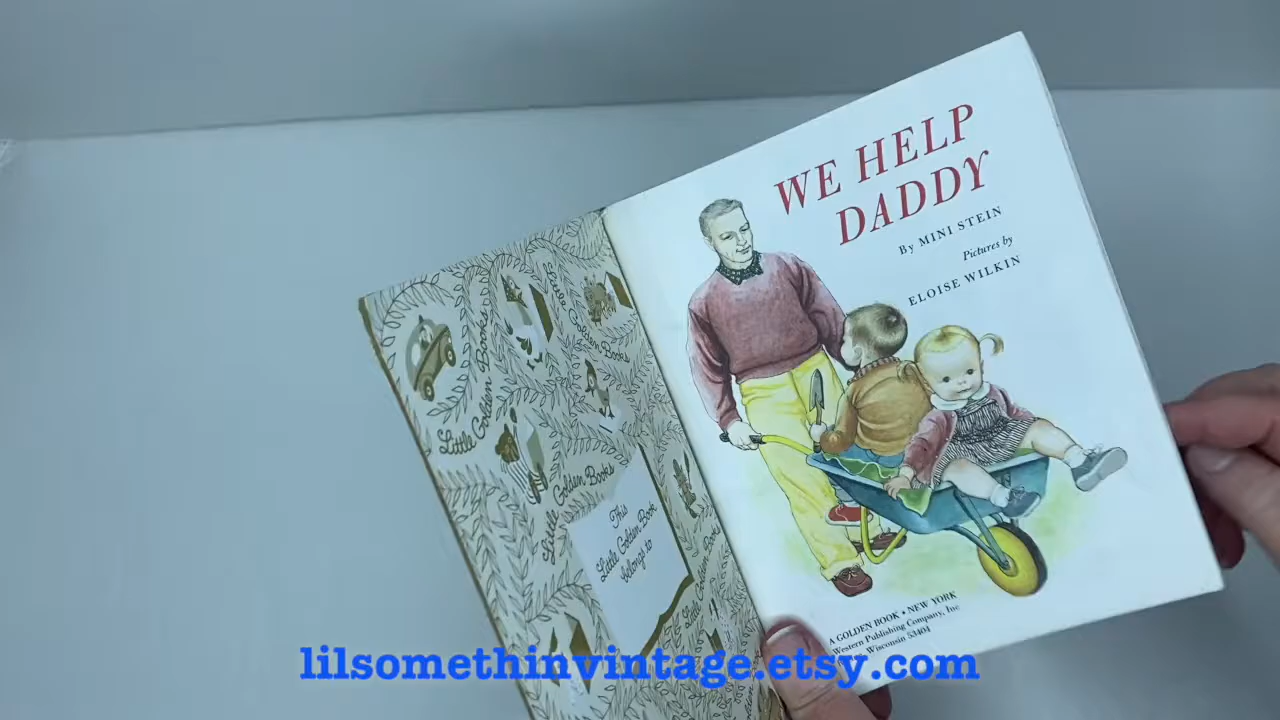 Little Golden Books
Little Golden Books
Little Golden Books
This
Little Golden Book
belongs to
Little Golden Books
WE HELP
DADDY
By MINI STEIN
Pictures by
ELOISE WILKIN
A GOLDEN BOOK • NEW YORK
Western Publishing Company, Inc
Wisconsin 53404
lilsomethinvintage.etsy.com